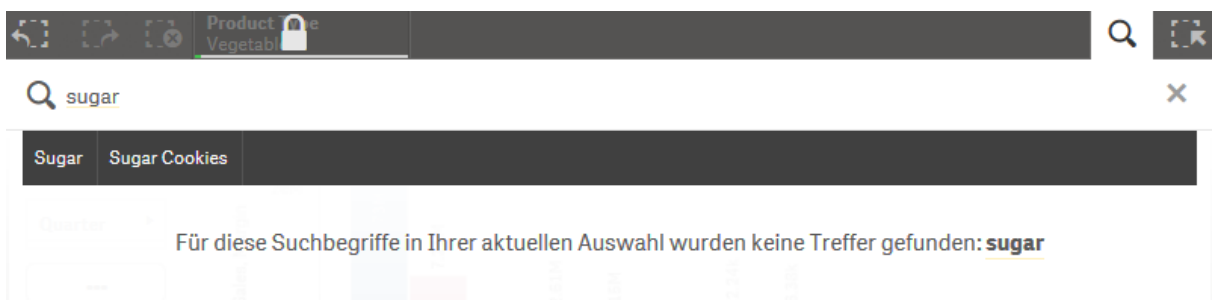 Product Type
Vegetabl
sugar
Sugar Sugar Cookies
Quarter
Für diese Suchbegriffe in Ihrer aktuellen Auswahl wurden keine Treffer gefunden: sugar